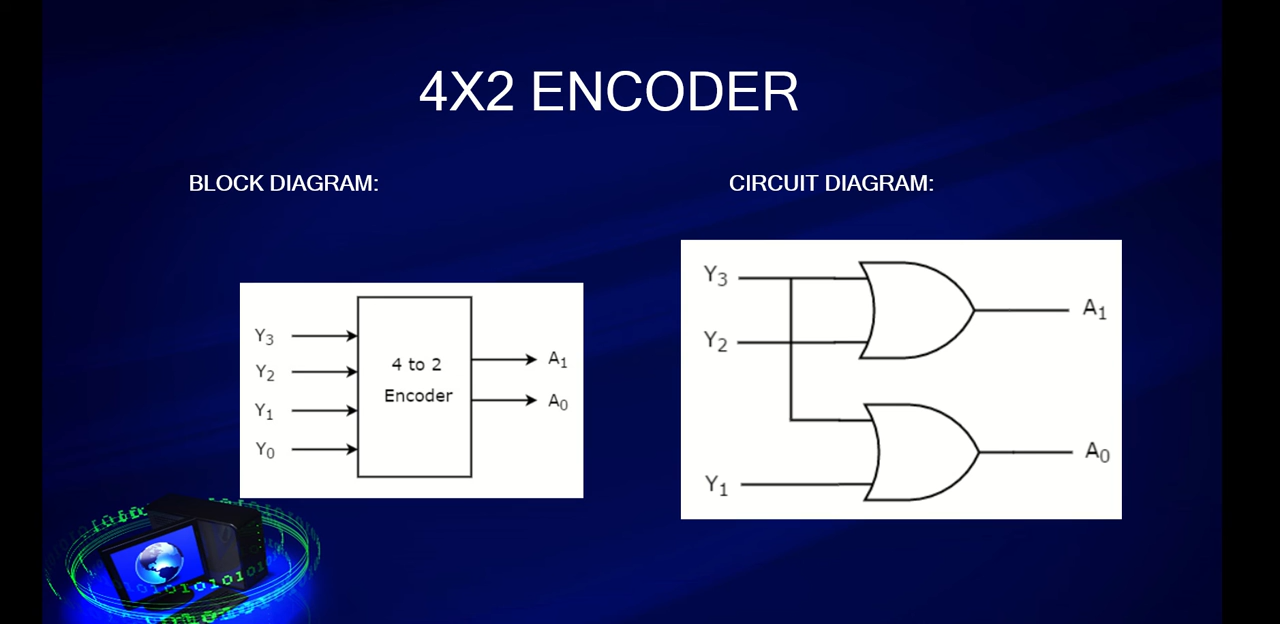 4X2 ENCODER
BLOCK DIAGRAM:
Y3
Y2
Y1
Y0
4 to 2
Encoder
A1
A0
CIRCUIT DIAGRAM:
Y3
Y2
Y1
A1
A0